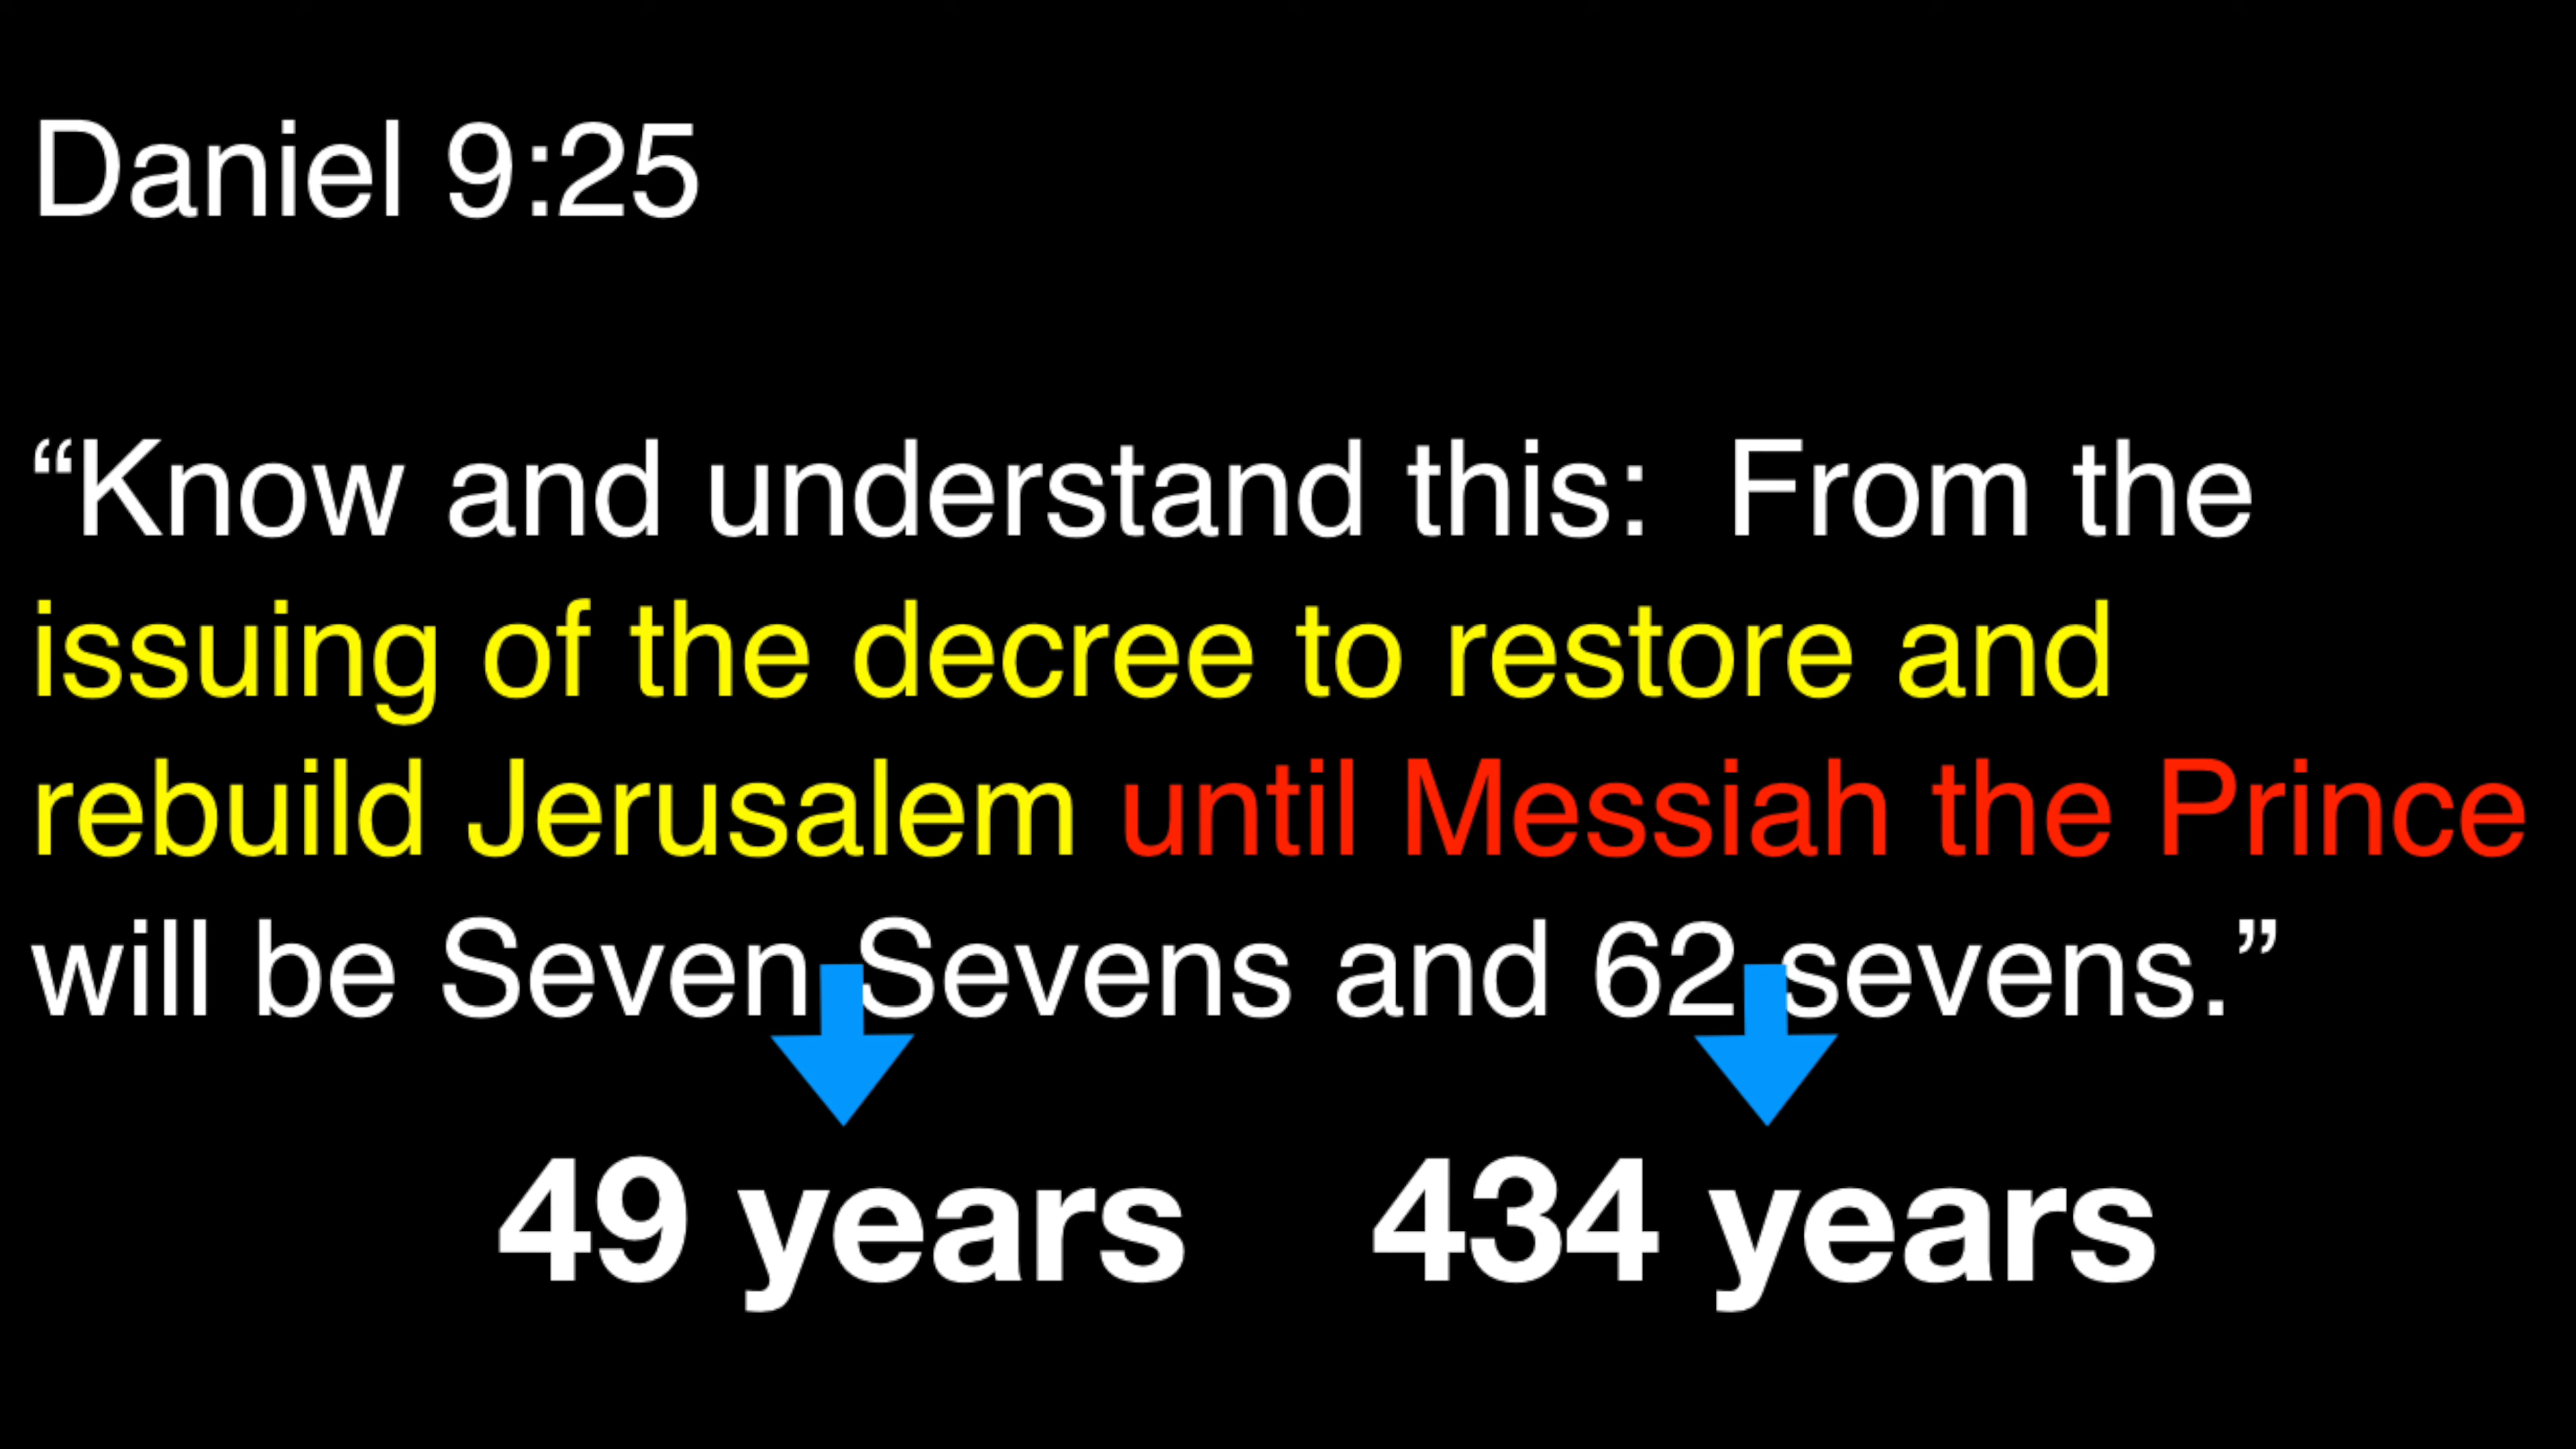 Daniel 9:25
“Know and understand this:  From the
issuing of the decree to restore and
rebuild Jerusalem until Messiah the Prince
will be Seven Sevens and 62 sevens.”
49 years 434 years